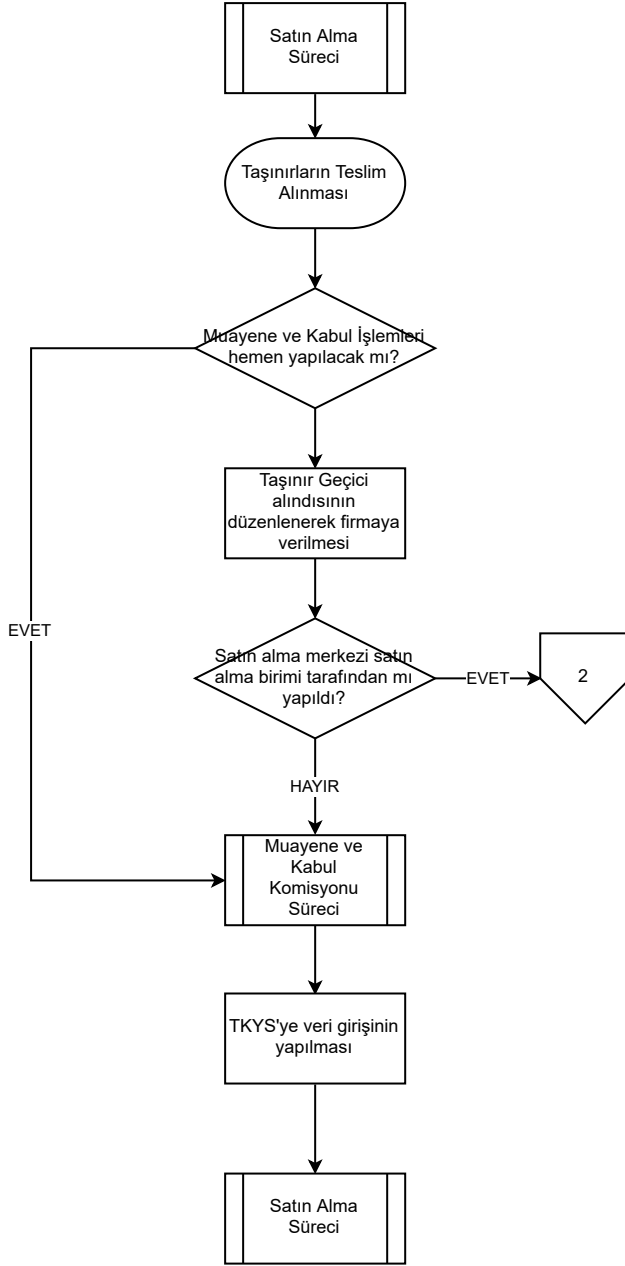 Satın Alma
Süreci
Taşınırların Teslim
Alınması
Muayene ve Kabul İşlemleri
hemen yapılacak mı?
Taşınır Geçici
alındısının
düzenlenerek firmaya
verilmesi
EVET
Satın alma merkezi satın
alma birimi tarafından mı
yapıldı?
EVET
2
HAYIR
Muayene ve
Kabul
Komisyonu
Süreci
TKYS'ye veri girişinin
yapılması
Satın Alma
Süreci